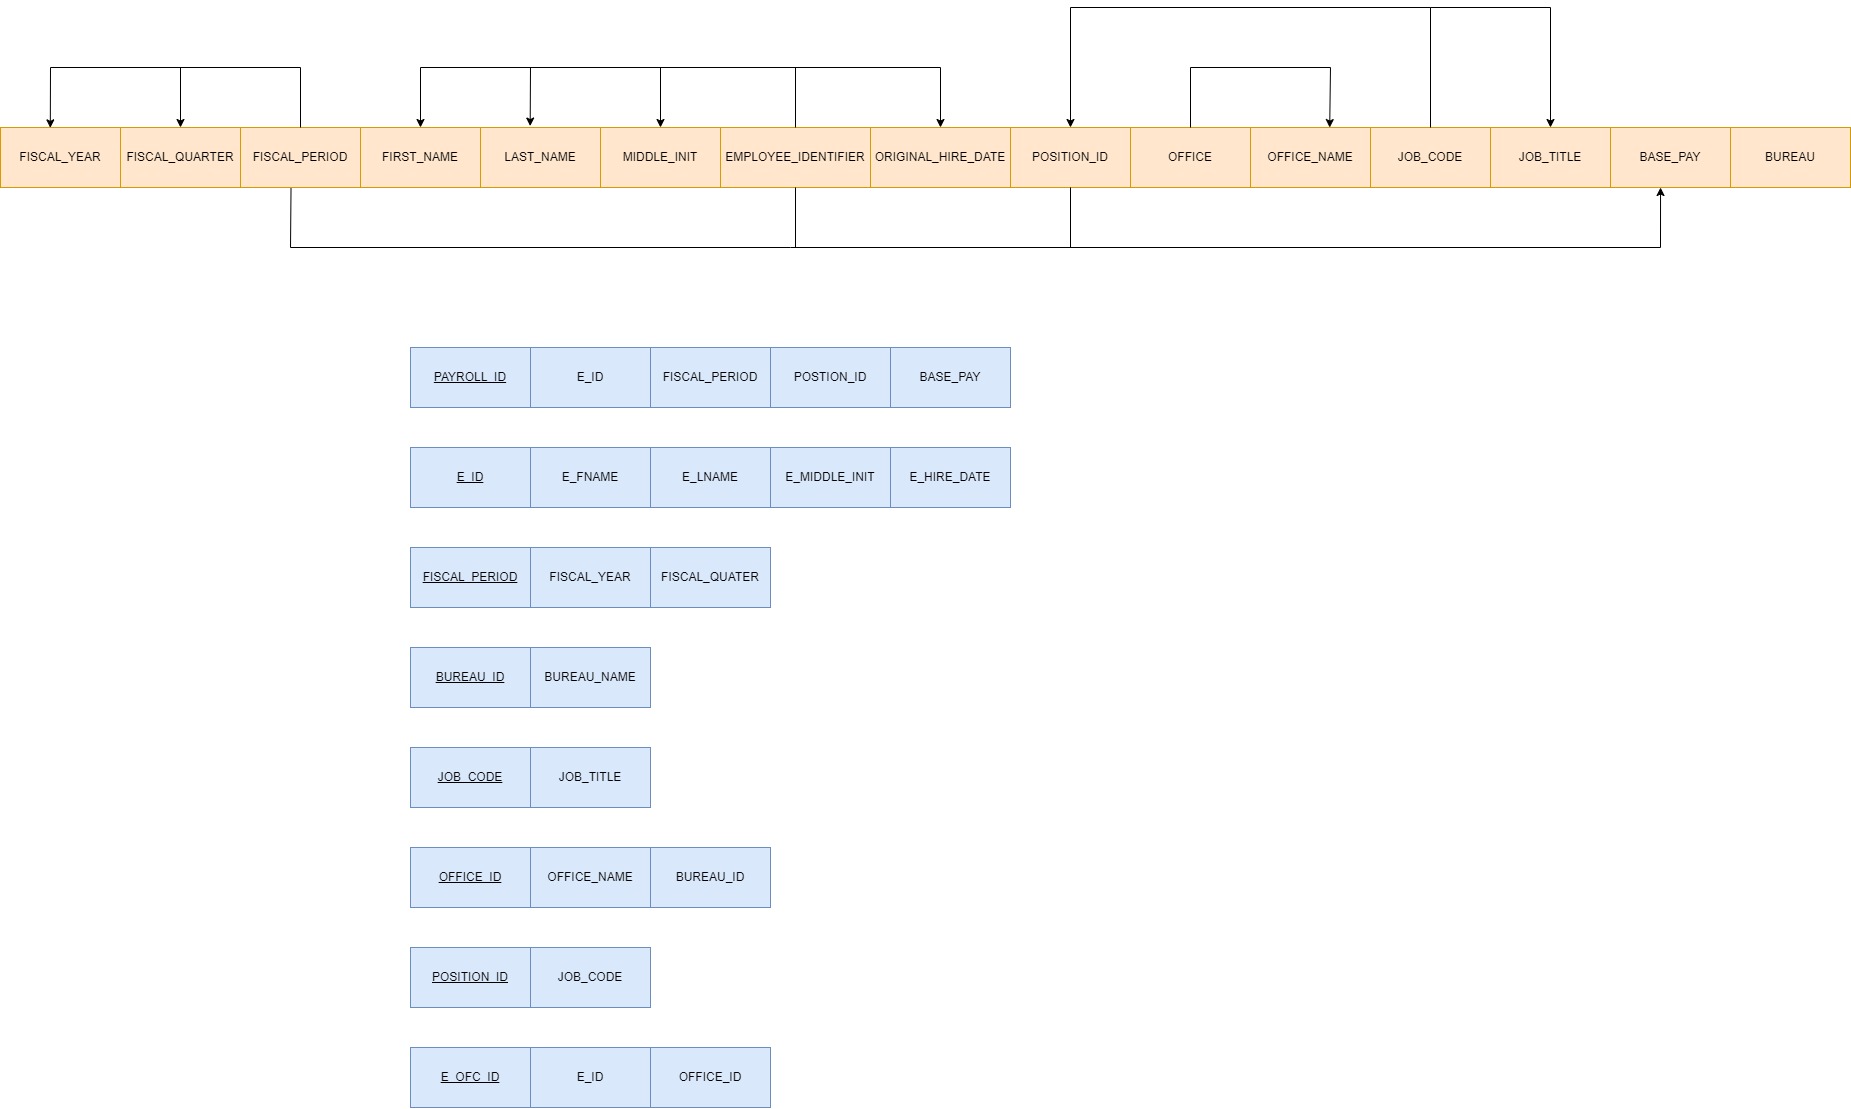 FISCAL_YEAR FISCAL_QUARTER FISCAL_PERIOD FIRST_NAME LAST_NAME MIDDLE_INIT EMPLOYEE_IDENTIFIER ORIGINAL_HIRE_DATE POSITION_ID OFFICE OFFICE_NAME JOB_CODE JOB_TITLE BASE_PAY BUREAU
PAYROLL_ID E_ID FISCAL_PERIOD POSTION_ID BASE_PAY
E_ID E_FNAME E_LNAME E_MIDDLE_INIT E_HIRE_DATE
FISCAL_PERIOD FISCAL_YEAR FISCAL_QUATER
BUREAU_ID BUREAU_NAME
JOB_CODE JOB_TITLE
OFFICE_ID OFFICE_NAME BUREAU_ID
POSITION_ID JOB_CODE
E_OFC_ID E_ID OFFICE_ID